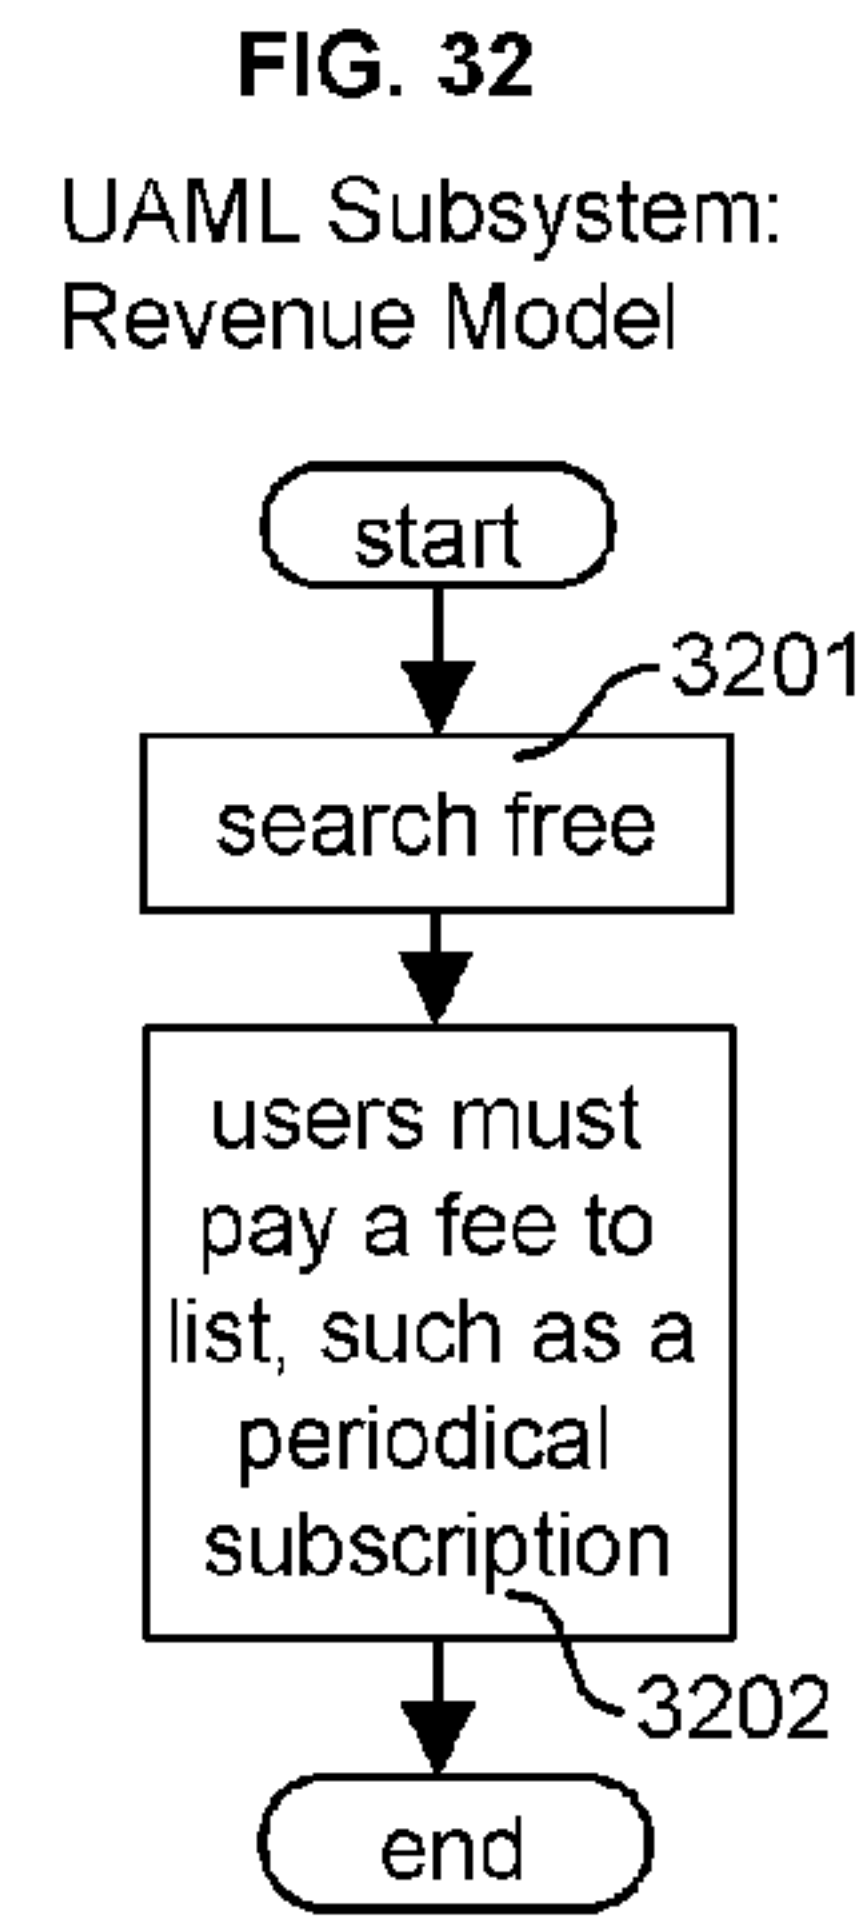 FIG. 32
UAML Subsystem:
Revenue Model
start
3201
search free
users must
pay a fee to
list, such as a
periodical
subscription
3202
end